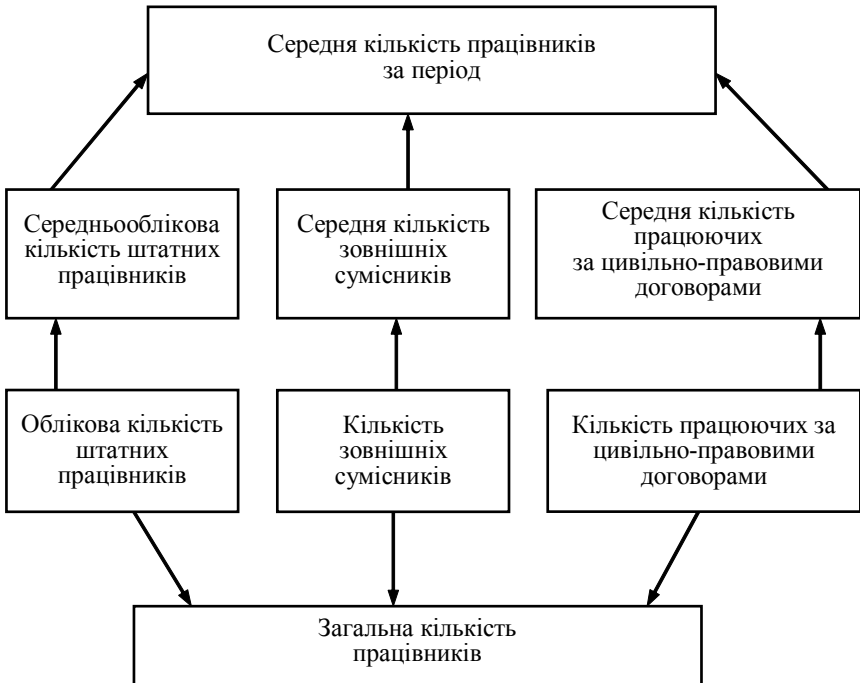 Середня кількість працівників
за період
Середньооблікова
кількість штатних
працівників
Середня кількість
зовнішніх
сумісників
Середня кількість
працюючих
за цивільно-правовими
договорами
Облікова кількість
штатних
працівників
Кількість
зовнішніх
сумісників
Кількість працюючих за
цивільно-правовими
договорами
Загальна кількість
працівників